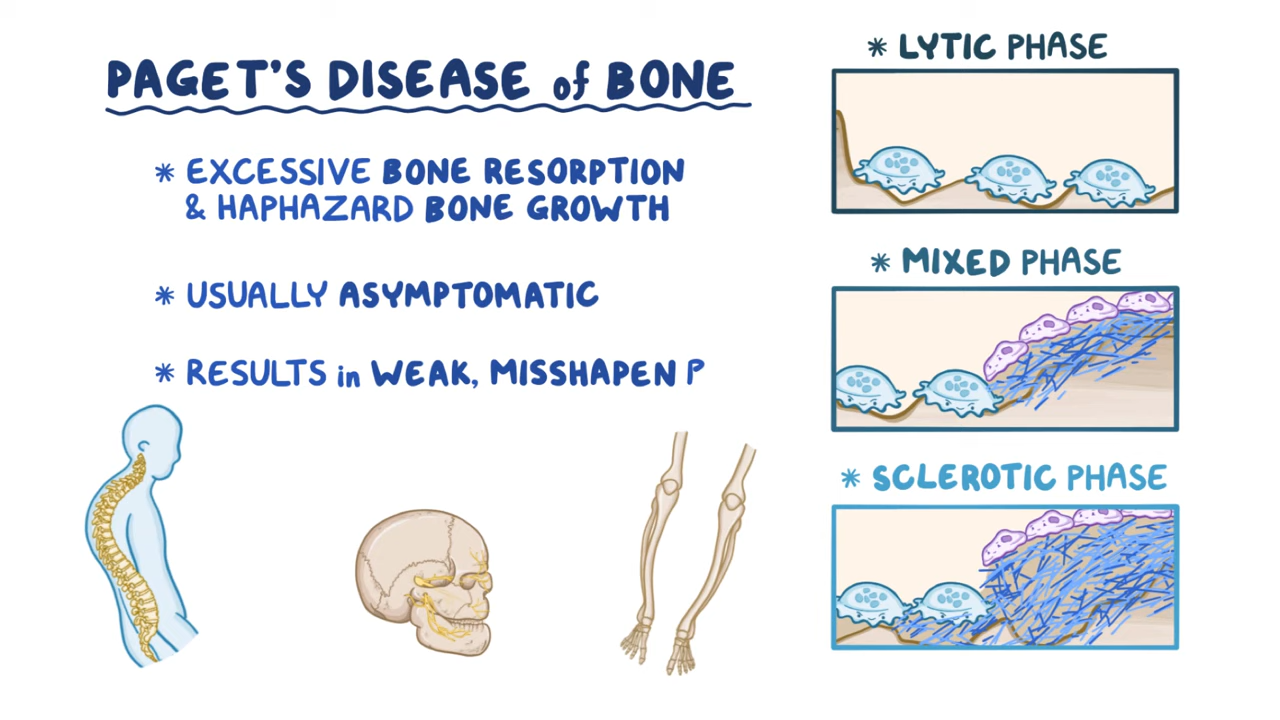 PAGET'S DISEASE of BONE
* EXCESSIVE BONE RESORPTION
& HAPHAZARD BONE GROWTH
* USUALLY ASYMPTOMATIC
* RESULTS in WEAK, MISSHAPEN P
* LYTIC PHASE
* MIXED PHASE
* SCLEROTIC PHASE